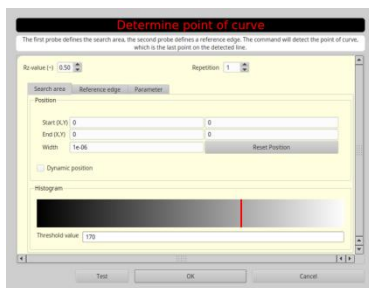 Determine point of curve
The first probe defines the search area, the second probe defines a reference edge. The command will detect the point of curve,
which is the last point on the detected line.
Rz-value (~) 0.50 Repetition 1
Search area Reference edge Parameter
Position
Start (X,Y) 0 0
End (X,Y) 0 0
Width 1e-06 Reset Position
Dynamic position
Histogram
Threshold value 170
Test OK Cancel